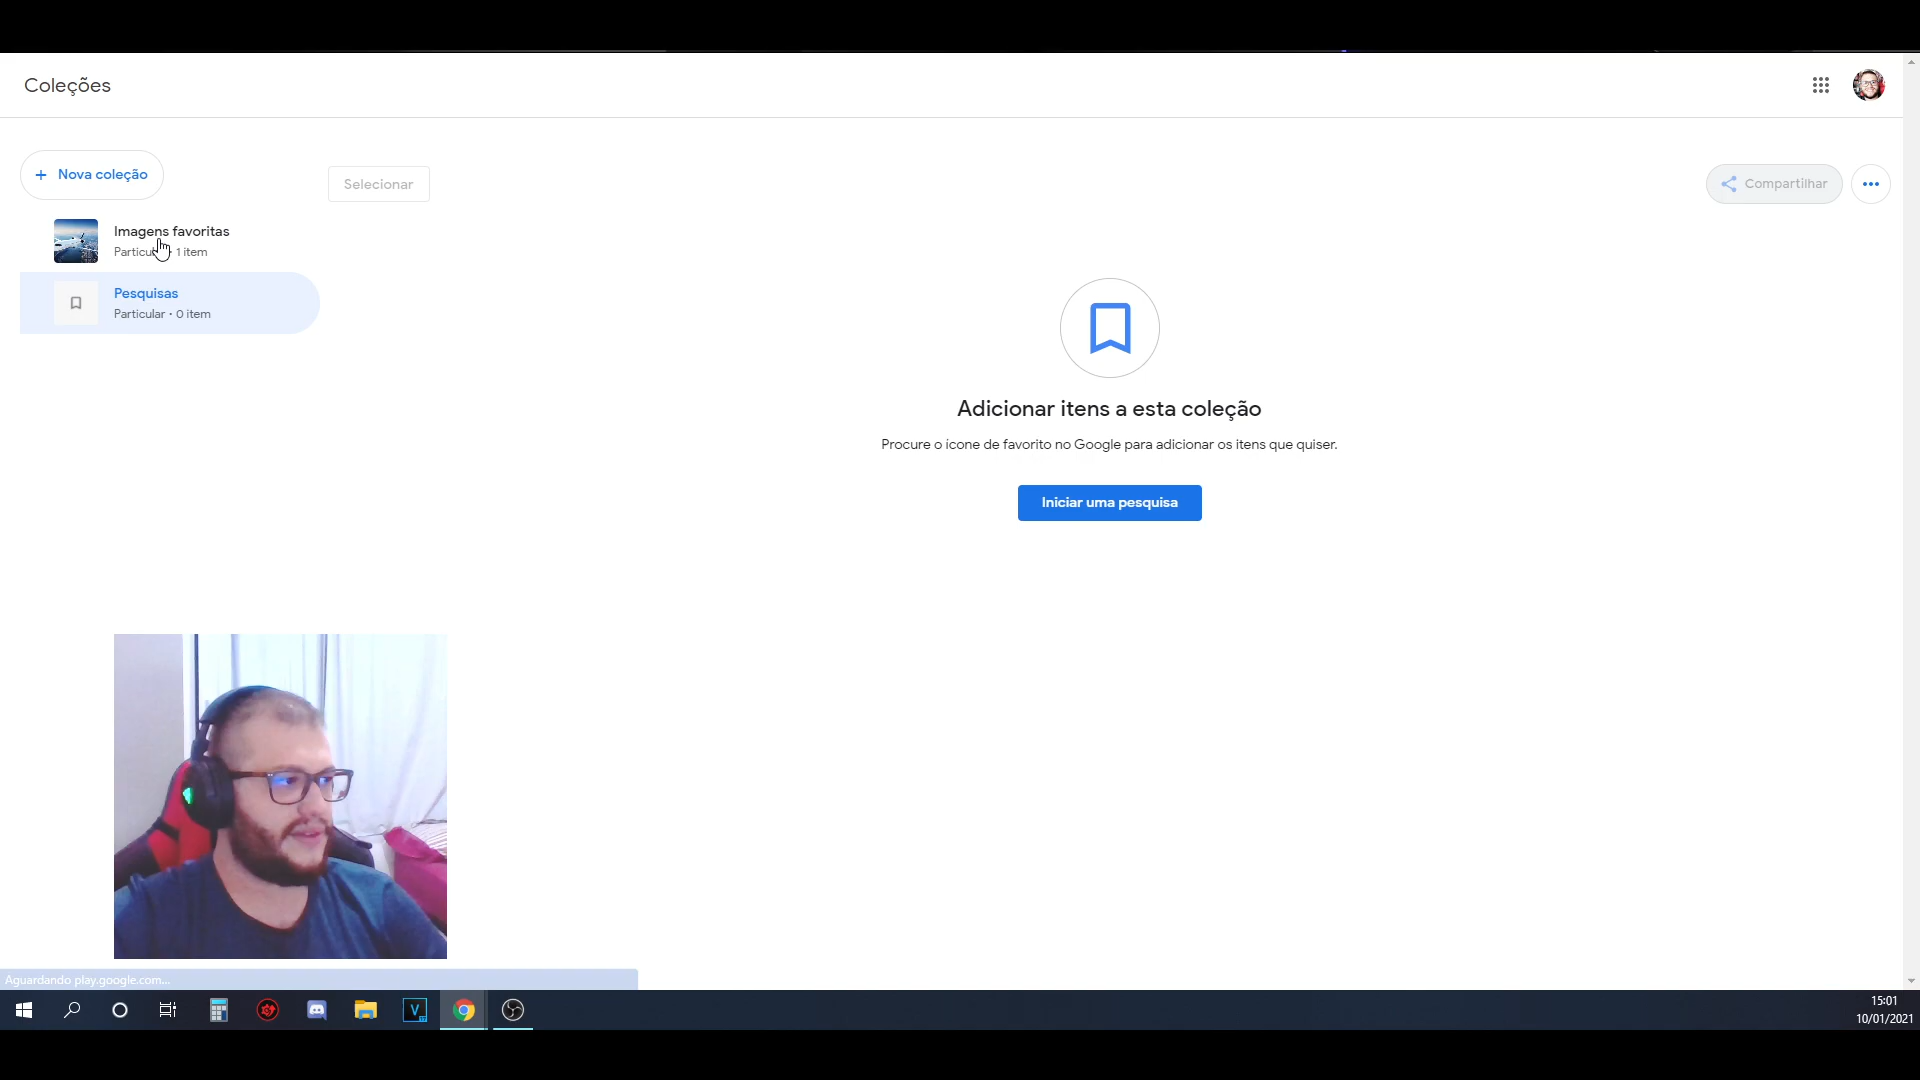 Coleções
+ Nova coleção
Selecionar
Compartilhar
Imagens favoritas
Particul • 1 item
Pesquisas
Particular • 0 item
Adicionar itens a esta coleção
Procure o ícone de favorito no Google para adicionar os itens que quiser.
Iniciar uma pesquisa
Aguardando play.google.com...
V
15:01
10/01/2021